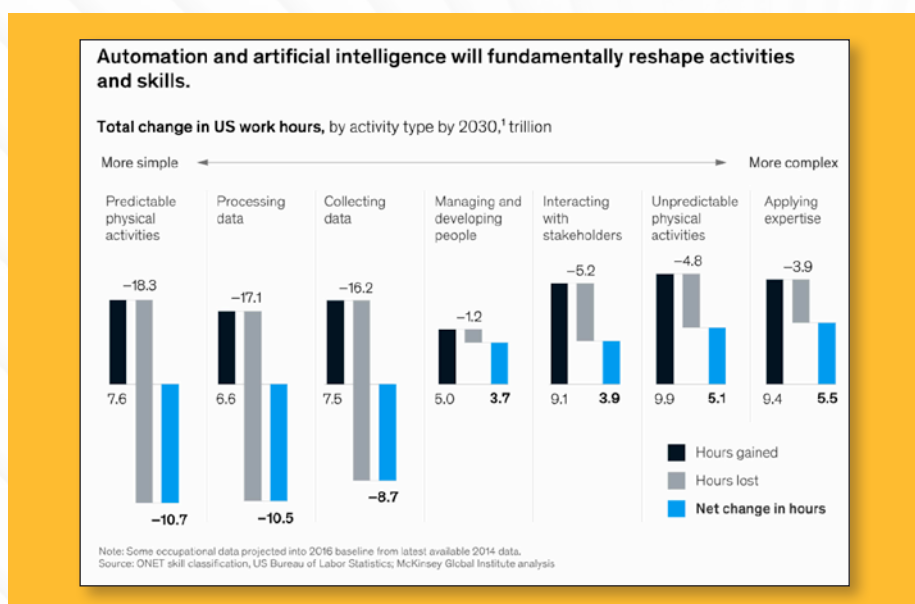 Automation and artificial intelligence will fundamentally reshape activities
and skills.
Total change in US work hours, by activity type by 2030,¹ trillion
More simple
More complex
Predictable
physical
activities
Processing
data
Collecting
data
Managing and
developing
people
Interacting
with
stakeholders
Unpredictable
physical
activities
Applying
expertise
−18.3
−17.1
−16.2
−1.2
−5.2
−4.8
−3.9
7.6
6.6
7.5
5.0
3.7
9.1
3.9
9.9
5.1
9.4
5.5
−10.7
−10.5
−8.7
Hours gained
Hours lost
Net change in hours
Note: Some occupational data projected into 2016 baseline from latest available 2014 data.
Source: ONET skill classification, US Bureau of Labor Statistics; McKinsey Global Institute analysis